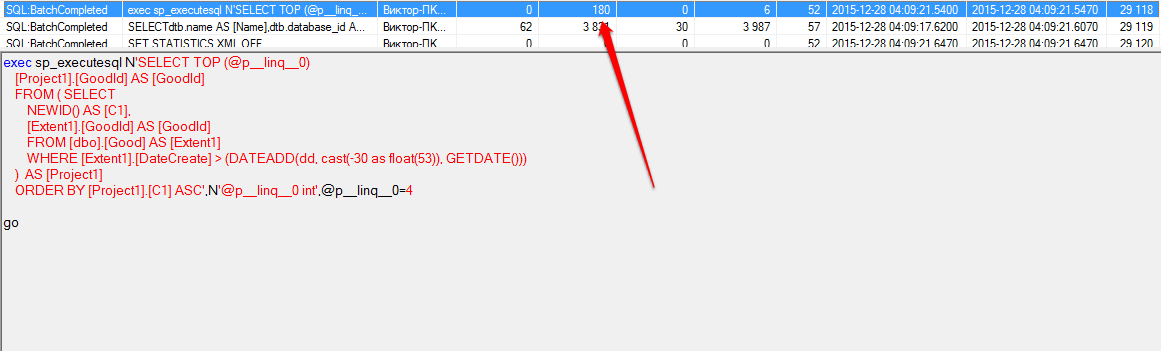 SQL:BatchCompleted exec sp_executesql N'SELECT TOP (@p__linq_... Виктор-ПК... 0 180 0 6 52 2015-12-28 04:09:21.5400 2015-12-28 04:09:21.5470 29 118
SQL:BatchCompleted SELECTdtb.name AS [Name],dtb.database_id A... Виктор-ПК... 62 3 831 30 3 987 57 2015-12-28 04:09:17.6200 2015-12-28 04:09:21.6070 29 119
SQL:BatchCompleted SET STATISTICS XML OFF Виктор-ПК 0 0 0 0 52 2015-12-28 04:09:21.6470 2015-12-28 04:09:21.6470 29 120
exec sp_executesql N'SELECT TOP (@p__linq__0)
[Project1].[GoodId] AS [GoodId]
FROM ( SELECT
NEWID() AS [C1],
[Extent1].[GoodId] AS [GoodId]
FROM [dbo].[Good] AS [Extent1]
WHERE [Extent1].[DateCreate] > (DATEADD(dd, cast(-30 as float(53)), GETDATE()))
) AS [Project1]
ORDER BY [Project1].[C1] ASC',N'@p__linq__0 int',@p__linq__0=4
go